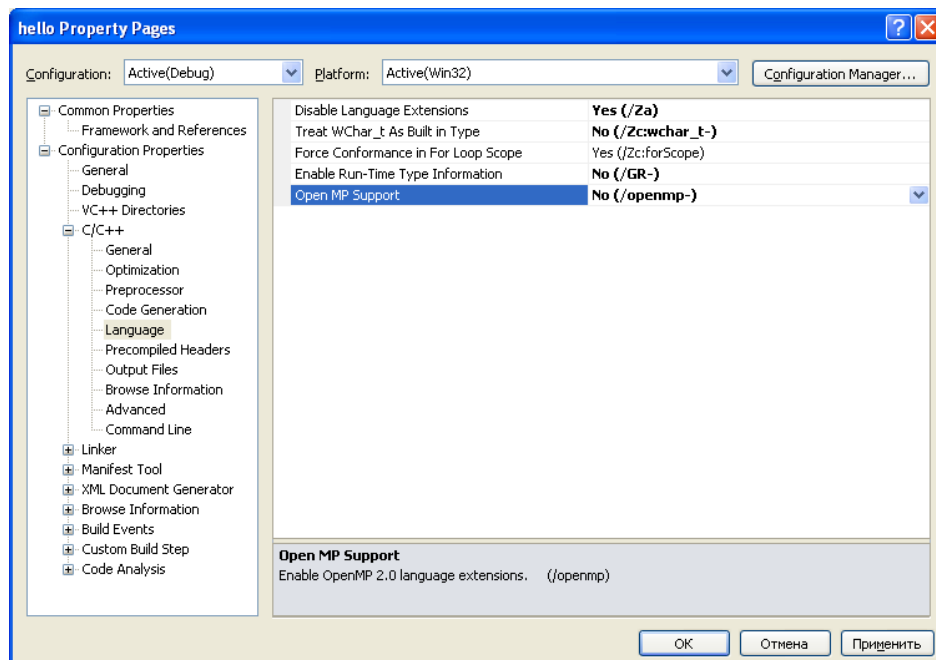 hello Property Pages
Configuration: Active(Debug) Platform: Active(Win32) Configuration Manager...
Common Properties
Framework and References
Configuration Properties
General
Debugging
VC++ Directories
C/C++
General
Optimization
Preprocessor
Code Generation
Language
Precompiled Headers
Output Files
Browse Information
Advanced
Command Line
Linker
Manifest Tool
XML Document Generator
Browse Information
Build Events
Custom Build Step
Code Analysis
Disable Language Extensions Yes (/Za)
Treat WChar_t As Built in Type No (/Zc:wchar_t-)
Force Conformance in For Loop Scope Yes (/Zc:forScope)
Enable Run-Time Type Information No (/GR-)
Open MP Support No (/openmp-)
Open MP Support
Enable OpenMP 2.0 language extensions. (/openmp)
ОК Отмена Применить